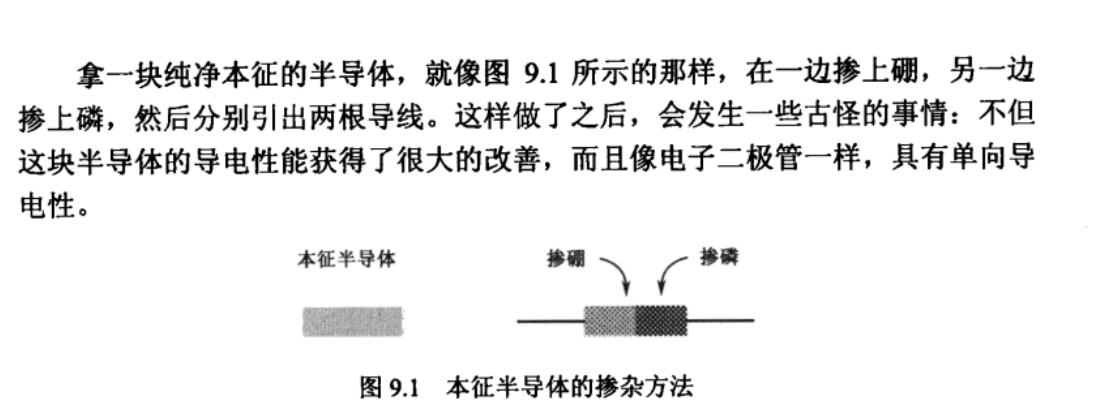 拿一块纯净本征的半导体，就像图 9.1 所示的那样，在一边掺上硼，另一边
掺上磷，然后分别引出两根导线。这样做了之后，会发生一些古怪的事情：不但
这块半导体的导电性能获得了很大的改善，而且像电子二极管一样，具有单向导
电性。
本征半导体 掺硼 掺磷
图 9.1 本征半导体的掺杂方法